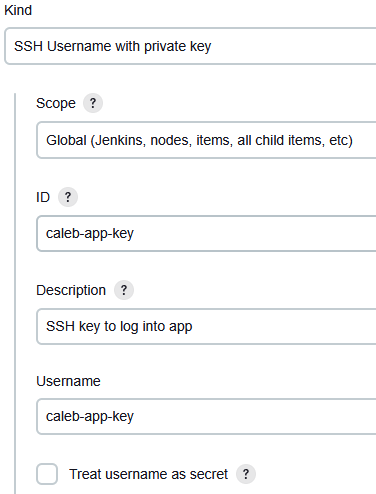 Kind
SSH Username with private key
Scope ?
Global (Jenkins, nodes, items, all child items, etc)
ID ?
caleb-app-key
Description ?
SSH key to log into app
Username
caleb-app-key
Treat username as secret ?